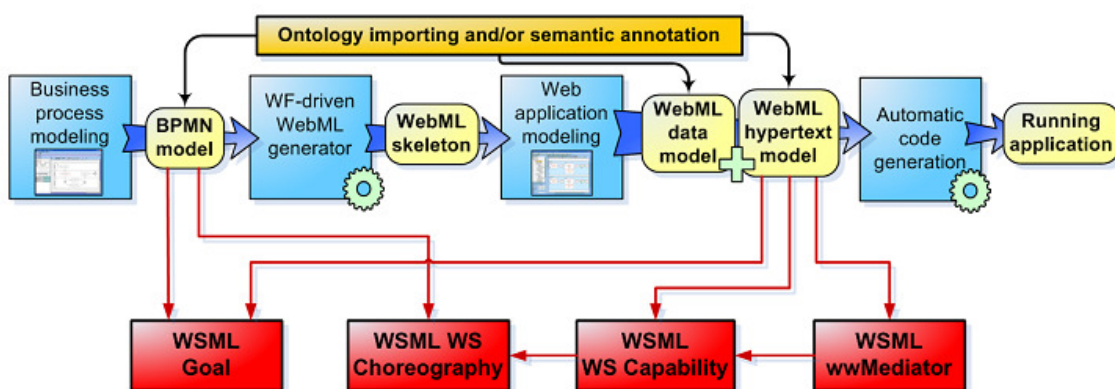 Ontology importing and/or semantic annotation
Business
process
modeling
BPMN
model
WF-driven
WebML
generator
WebML
skeleton
Web
application
modeling
WebML
data
model
WebML
hypertext
model
Automatic
code
generation
Running
application
WSML
Goal
WSML WS
Choreography
WSML
WS Capability
WSML
wwMediator